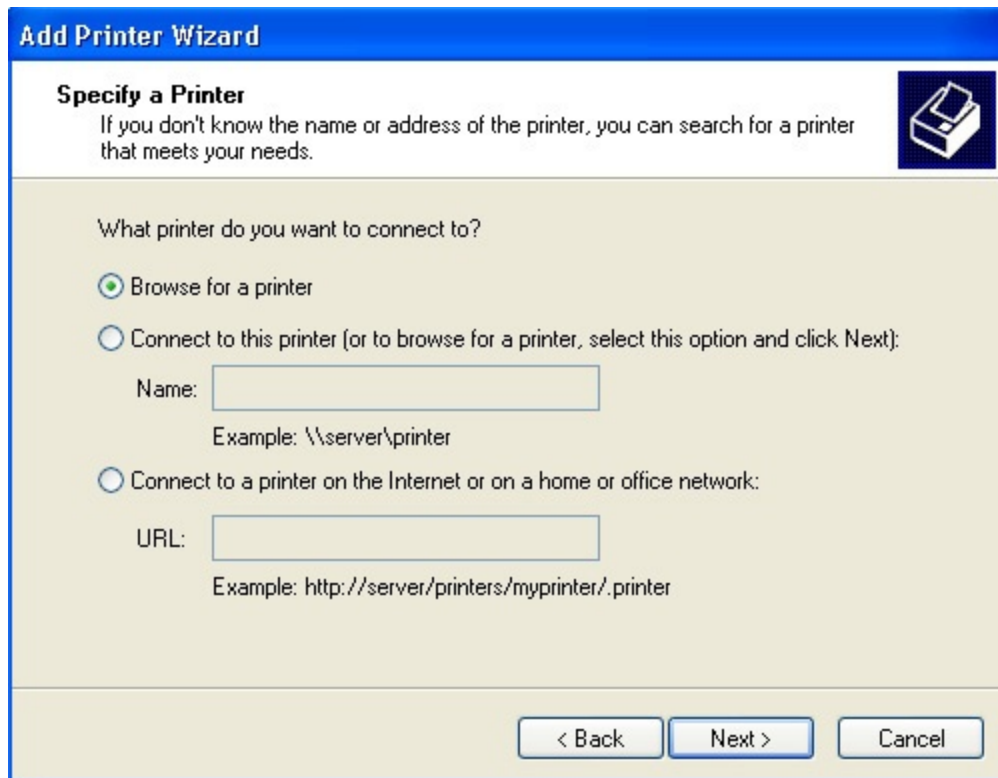 Add Printer Wizard
Specify a Printer
If you don't know the name or address of the printer, you can search for a printer
that meets your needs.
What printer do you want to connect to?
Browse for a printer
Connect to this printer (or to browse for a printer, select this option and click Next):
Name:
Example: \\server\printer
Connect to a printer on the Internet or on a home or office network:
URL:
Example: http://server/printers/myprinter/.printer
< Back Next > Cancel